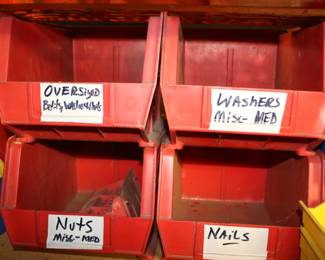 OVERSIZED
Bolts, Washers, Nuts
WASHERS
MISC- MED
NUTS
MISC- MED
NAILS